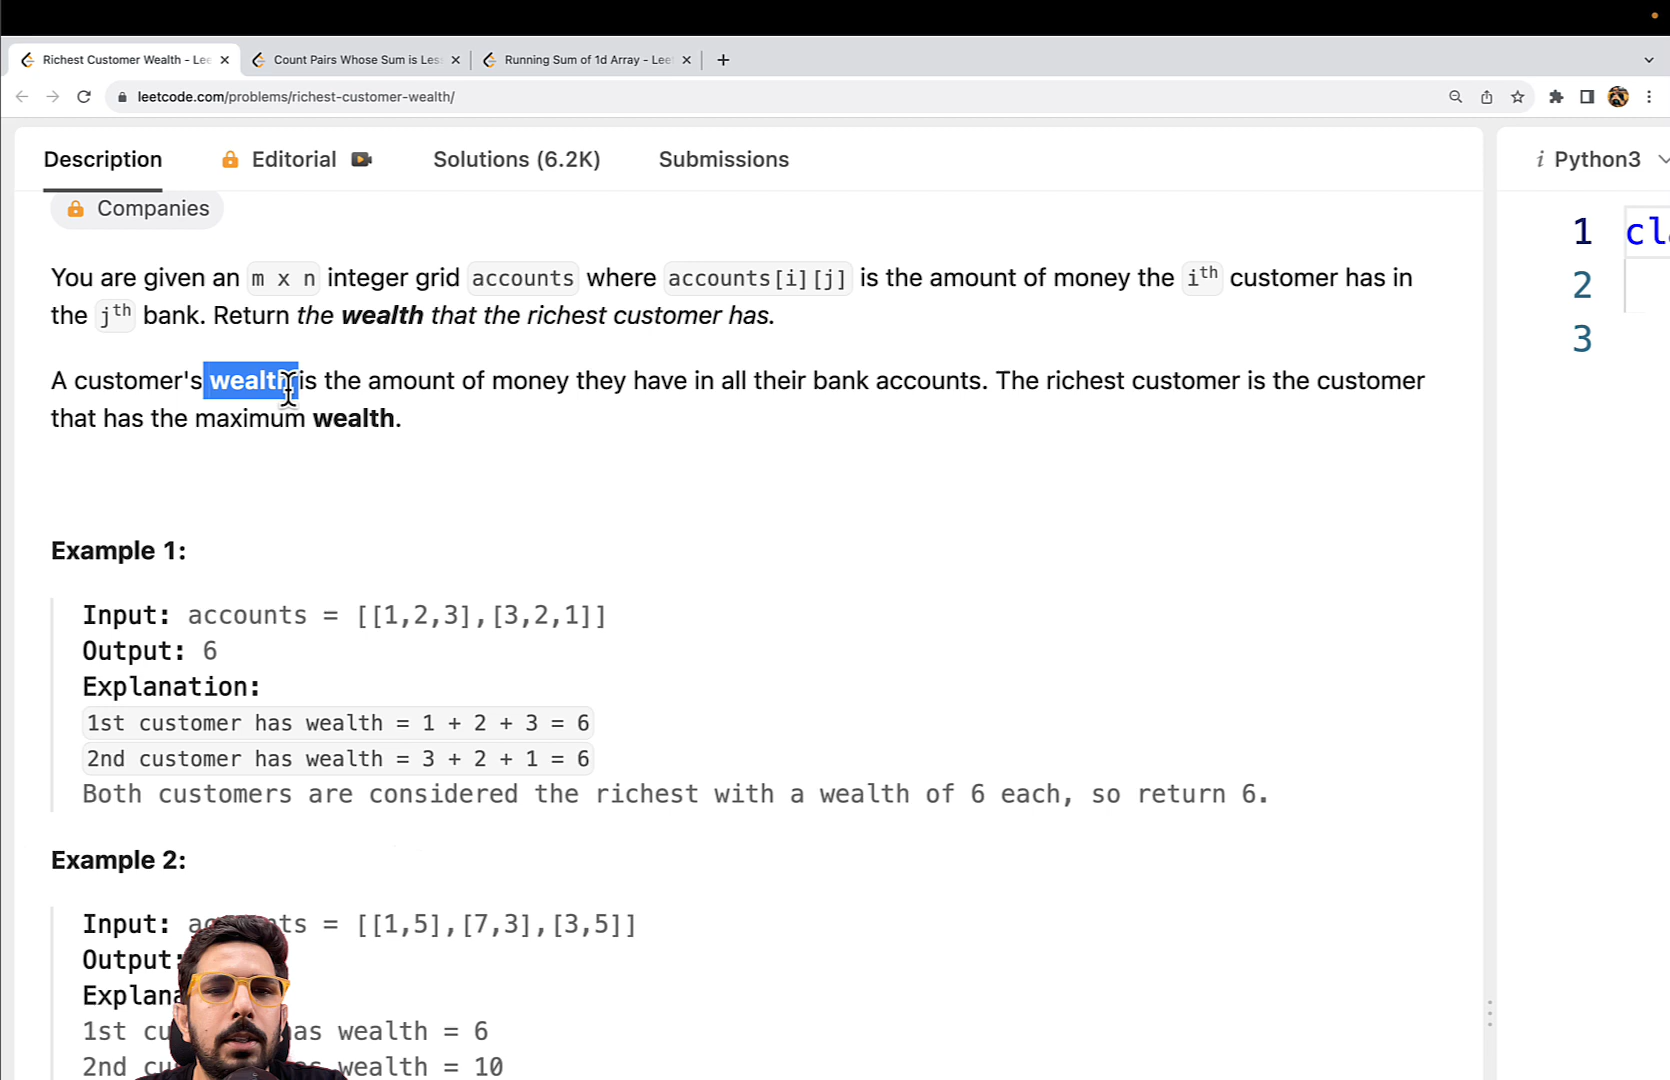 Richest Customer Wealth - Lee
Count Pairs Whose Sum is Les
Running Sum of 1d Array - Lee
leetcode.com/problems/richest-customer-wealth/
Description Editorial Solutions (6.2K) Submissions
i Python3
Companies
1 cl
2
3
You are given an m x n integer grid accounts where accounts[i][j] is the amount of money the ith customer has in
the jth bank. Return the wealth that the richest customer has.
A customer's wealth is the amount of money they have in all their bank accounts. The richest customer is the customer
that has the maximum wealth.
Example 1:
Input: accounts = [[1,2,3],[3,2,1]]
Output: 6
Explanation:
1st customer has wealth = 1 + 2 + 3 = 6
2nd customer has wealth = 3 + 2 + 1 = 6
Both customers are considered the richest with a wealth of 6 each, so return 6.
Example 2:
Input: = [[1,5],[7,3],[3,5]]
Output:
1st has wealth = 6
2nd wealth = 10